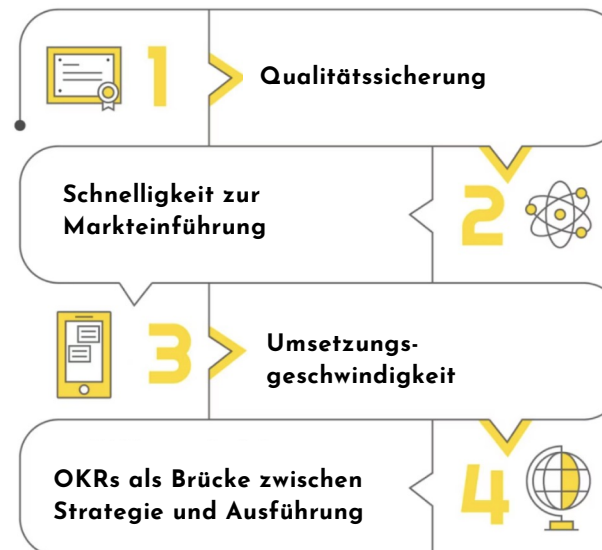 1
Qualitätssicherung
Schnelligkeit zur
Markteinführung
2
3
Umsetzungs-
geschwindigkeit
OKRs als Brücke zwischen
Strategie und Ausführung
4